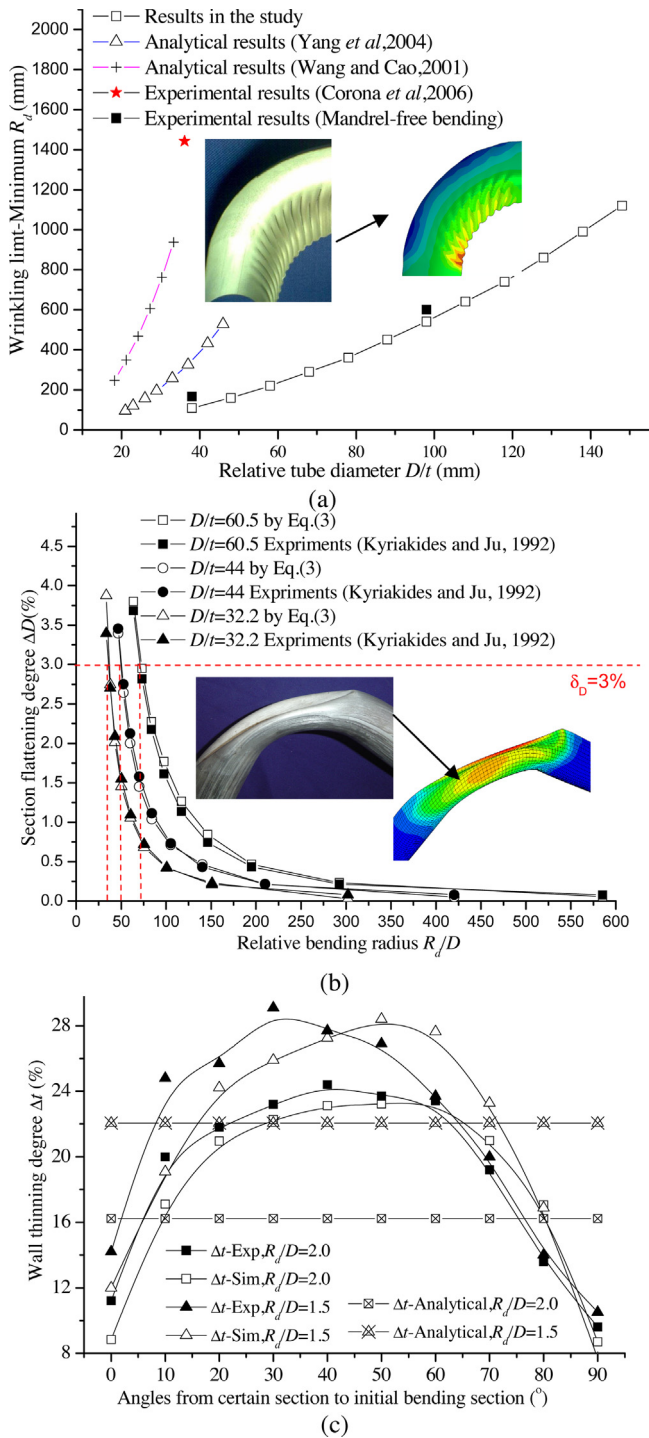 2000
1800
1600
1400
1200
1000
800
600
400
200
0
Wrinkling limt-Minimum Rd (mm)
Results in the study
Analytical results (Yang et al,2004)
Analytical results (Wang and Cao,2001)
Experimental results (Corona et al,2006)
Experimental results (Mandrel-free bending)
20 40 60 80 100 120 140
Relative tube diameter D/t (mm)
(a)
D/t=60.5 by Eq.(3)
D/t=60.5 Expriments (Kyriakides and Ju, 1992)
D/t=44 by Eq.(3)
D/t=44 Expriments (Kyriakides and Ju, 1992)
D/t=32.2 by Eq.(3)
D/t=32.2 Expriments (Kyriakides and Ju, 1992)
4.5
4.0
3.5
3.0
2.5
2.0
1.5
1.0
0.5
0.0
Section flattening degree ΔD(%)
δD=3%
0 50 100 150 200 250 300 350 400 450 500 550 600
Relative bending radius Rd/D
(b)
28
24
20
16
12
8
Wall thinning degree Δt (%)
Δt-Exp,Rd/D=2.0
Δt-Sim,Rd/D=2.0
Δt-Exp,Rd/D=1.5
Δt-Sim,Rd/D=1.5
Δt-Analytical,Rd/D=2.0
Δt-Analytical,Rd/D=1.5
0 10 20 30 40 50 60 70 80 90
Angles from certain section to initial bending section (°)
(c)